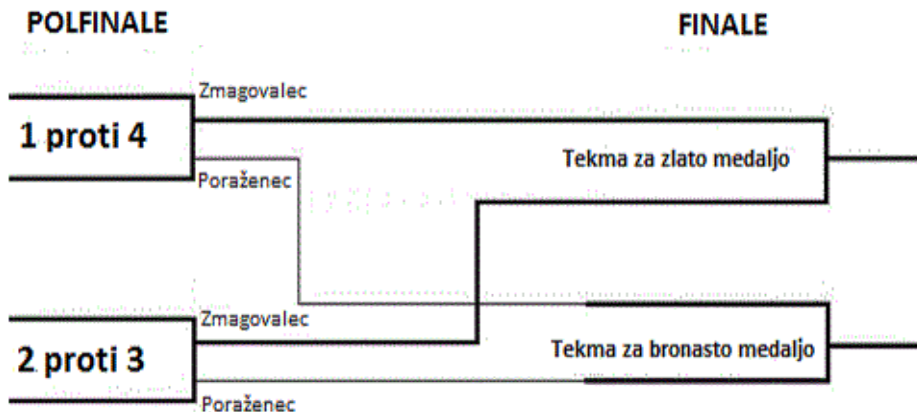 POLFINALE
FINALE
Zmagovalec
1 proti 4
Tekma za zlato medaljo
Poraženec
Zmagovalec
2 proti 3
Tekma za bronasto medaljo
Poraženec